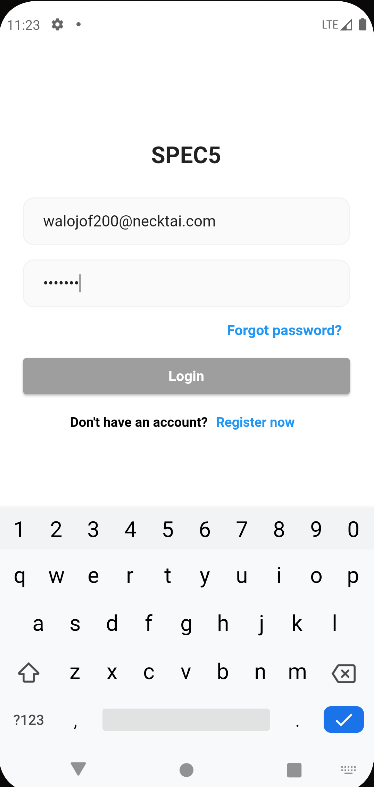 11:23
LTE
SPEC5
walojof200@necktai.com
•••••••
Forgot password?
Login
Don't have an account? Register now
1 2 3 4 5 6 7 8 9 0
q w e r t y u i o p
a s d f g h j k l
z x c v b n m
?123 , .